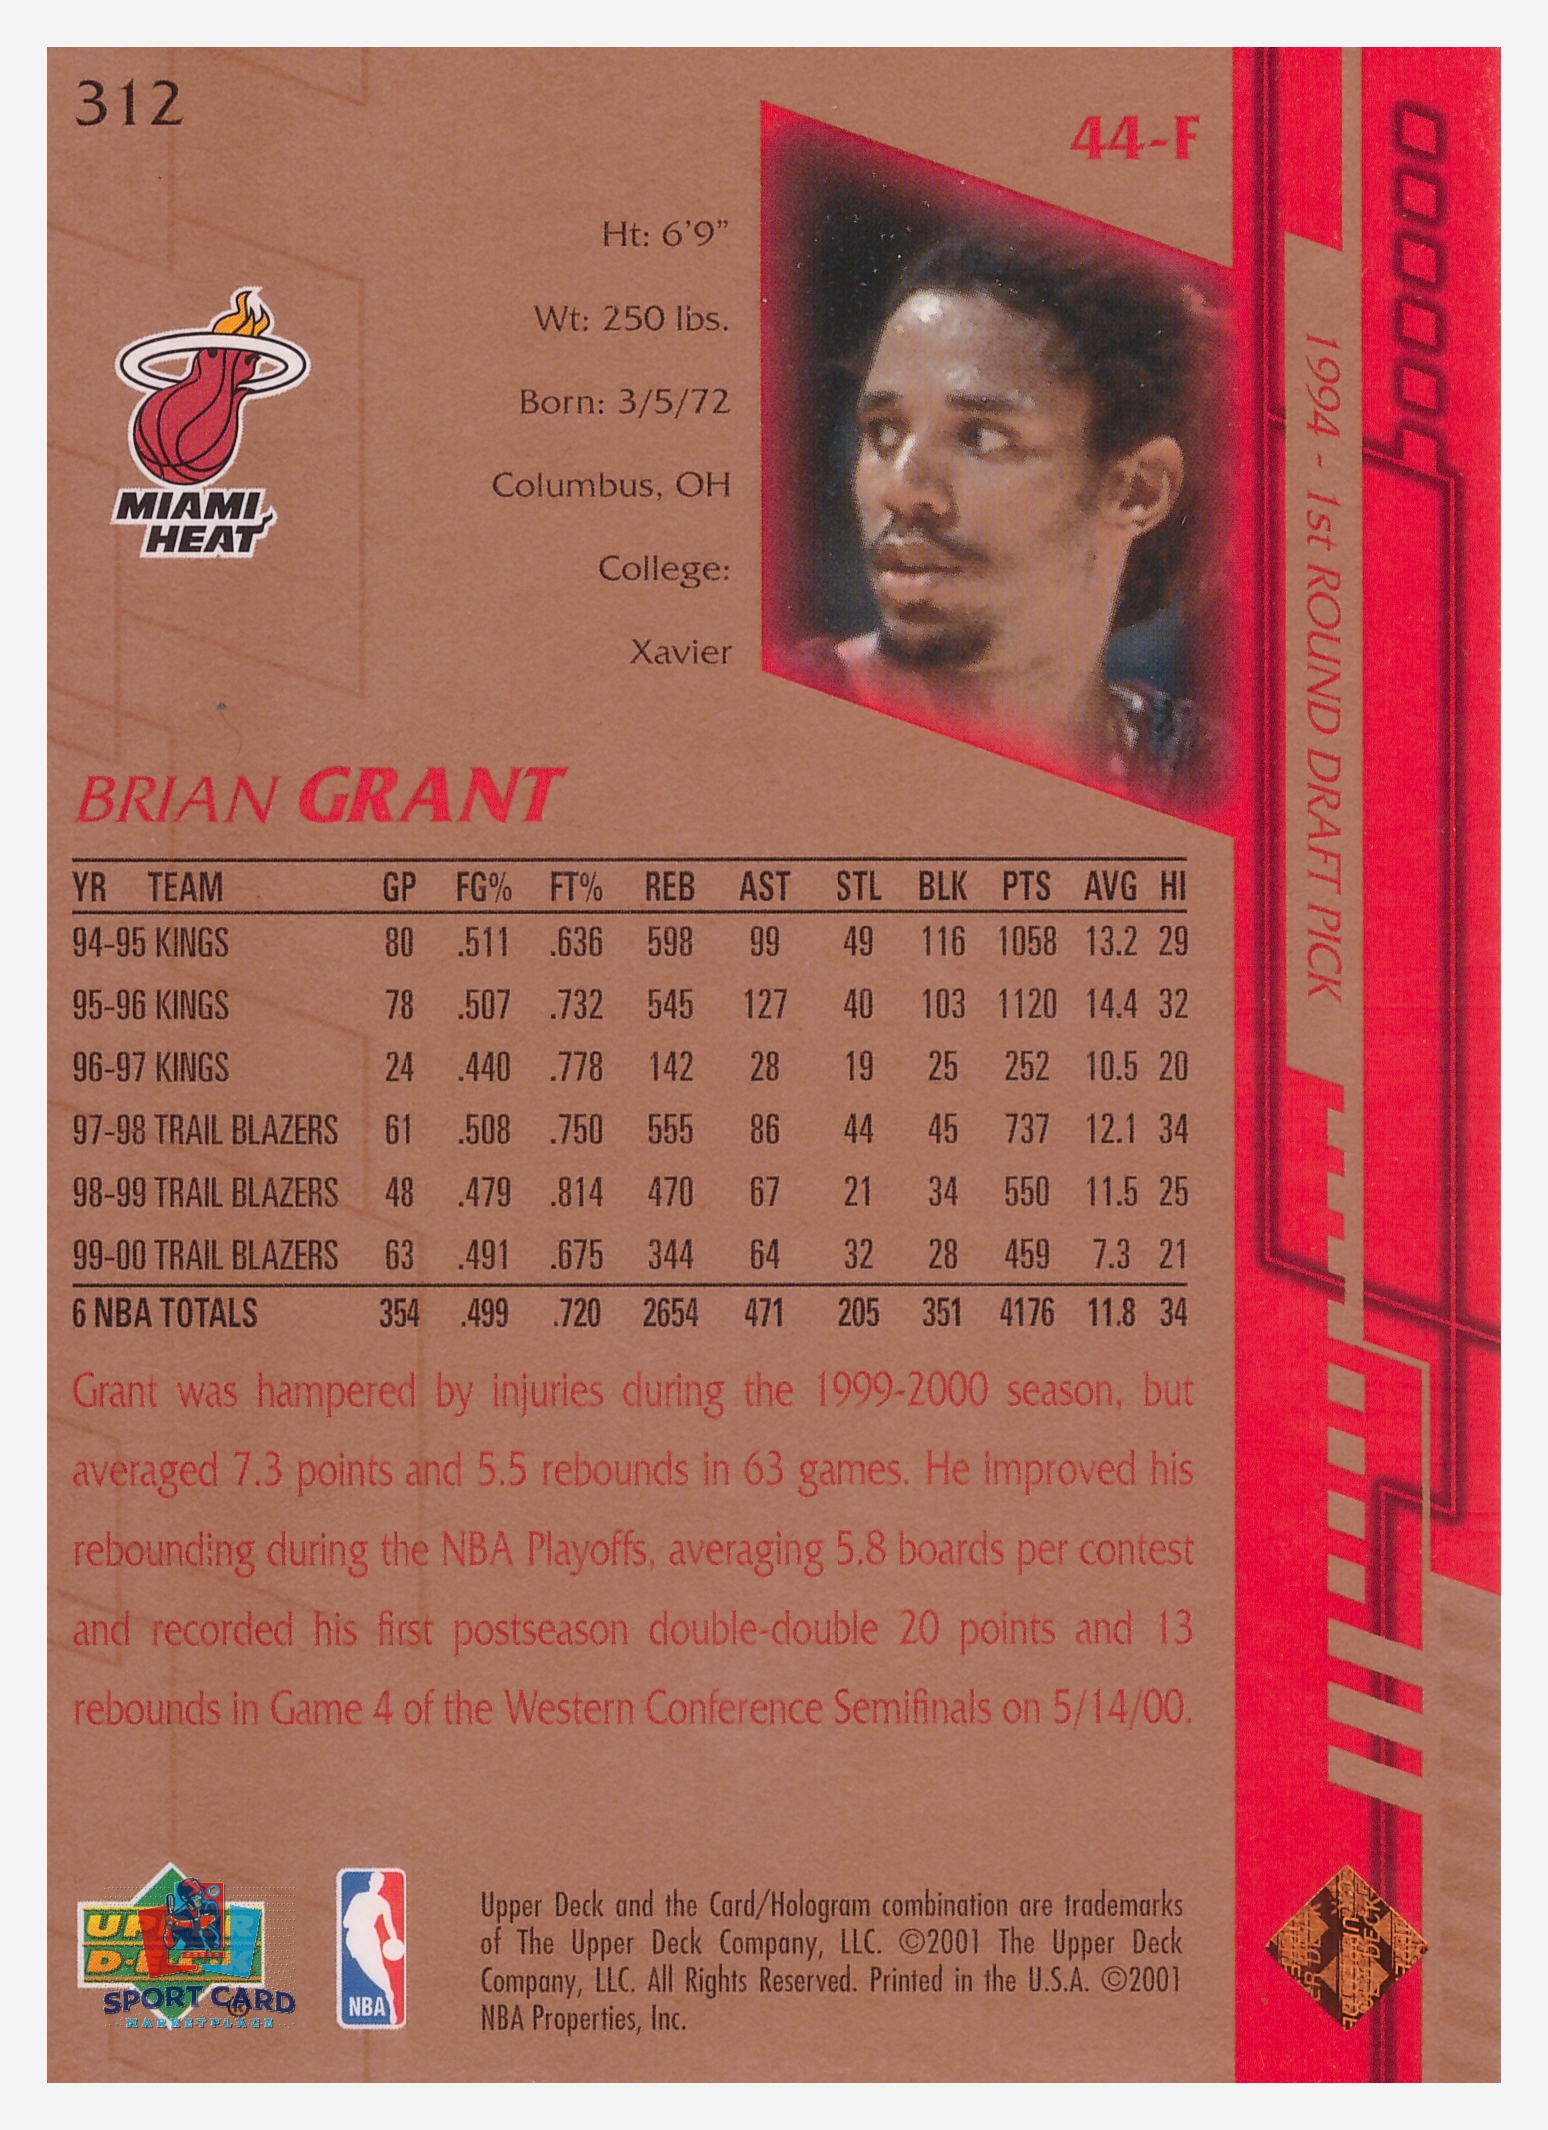 312
44-F
Ht: 6'9"
Wt: 250 lbs.
Born: 3/5/72
Columbus, OH
College:
Xavier
MIAMI
HEAT
1994 - 1st ROUND DRAFT PICK
BRIAN GRANT
YR TEAM GP FG% FT% REB AST STL BLK PTS AVG HI
94-95 KINGS 80 .511 .636 598 99 49 116 1058 13.2 29
95-96 KINGS 78 .507 .732 545 127 40 103 1120 14.4 32
96-97 KINGS 24 .440 .778 142 28 19 25 252 10.5 20
97-98 TRAIL BLAZERS 61 .508 .750 555 86 44 45 737 12.1 34
98-99 TRAIL BLAZERS 48 .479 .814 470 67 21 34 550 11.5 25
99-00 TRAIL BLAZERS 63 .491 .675 344 64 32 28 459 7.3 21
6 NBA TOTALS 354 .499 .720 2654 471 205 351 4176 11.8 34
Grant was hampered by injuries during the 1999-2000 season, but
averaged 7.3 points and 5.5 rebounds in 63 games. He improved his
rebounding during the NBA Playoffs, averaging 5.8 boards per contest
and recorded his first postseason double-double 20 points and 13
rebounds in Game 4 of the Western Conference Semifinals on 5/14/00.
SPORT CARD
MARKETPLACE
NBA
Upper Deck and the Card/Hologram combination are trademarks
of The Upper Deck Company, LLC. ©2001 The Upper Deck
Company, LLC. All Rights Reserved. Printed in the U.S.A. ©2001
NBA Properties, Inc.